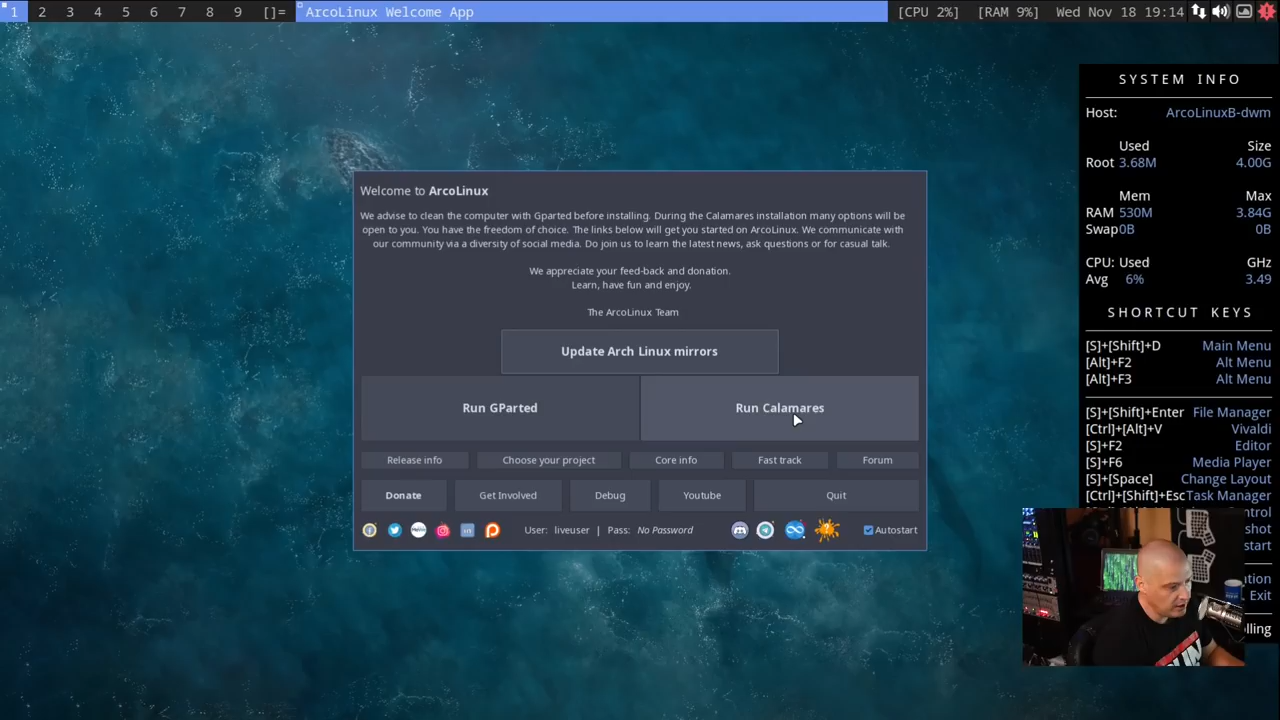 1 2 3 4 5 6 7 8 9 []= ArcoLinux Welcome App [CPU 2%] [RAM 9%] Wed Nov 18 19:14
Welcome to ArcoLinux
We advise to clean the computer with Gparted before installing. During the Calamares installation many options will be
open to you. You have the freedom of choice. The links below will get you started on ArcoLinux. We communicate with
our community via a diversity of social media. Do join us to learn the latest news, ask questions or for casual talk.
We appreciate your feed-back and donation.
Learn, have fun and enjoy.
The ArcoLinux Team
Update Arch Linux mirrors
Run GParted Run Calamares
Release info Choose your project Core info Fast track Forum
Donate Get Involved Debug Youtube Quit
User: liveuser | Pass: No Password Autostart
SYSTEM INFO
Host: ArcoLinuxB-dwm
Used Size
Root 3.68M 4.00G
Mem Max
RAM 530M 3.84G
Swap0B 0B
CPU: Used GHz
Avg 6% 3.49
SHORTCUT KEYS
[S]+[Shift]+D Main Menu
[Alt]+F2 Alt Menu
[Alt]+F3 Alt Menu
[S]+[Shift]+Enter File Manager
[Ctrl]+[Alt]+V Vivaldi
[S]+F2 Editor
[S]+F6 Media Player
[S]+[Space] Change Layout
[Ctrl]+[Shift]+Esc Task Manager
ntrol
shot
start
tion
Exit
lling